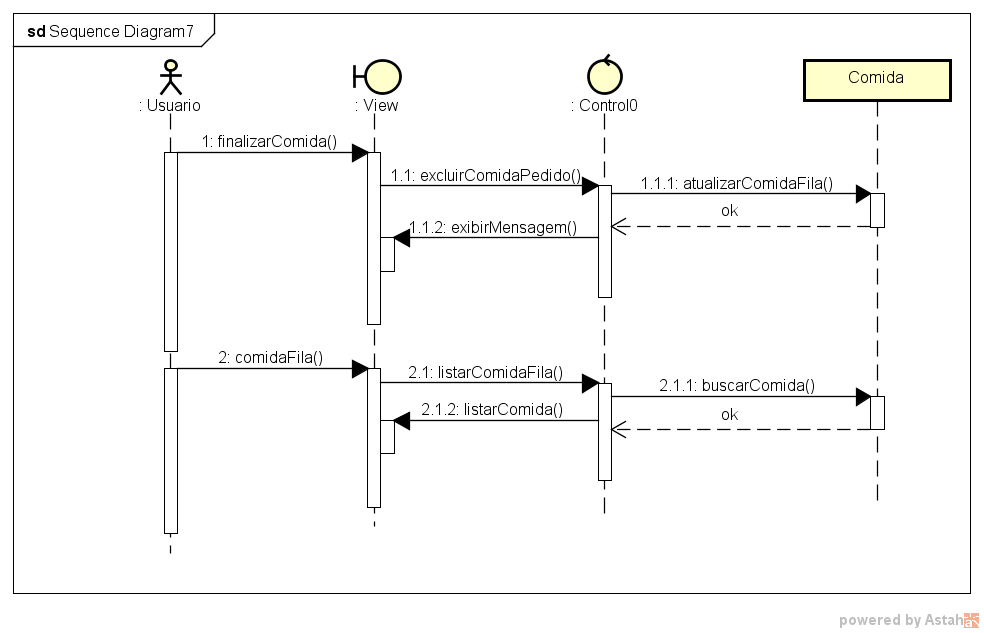 sd Sequence Diagram7
: Usuario
: View
: Control0
Comida
1: finalizarComida()
1.1: excluirComidaPedido()
1.1.1: atualizarComidaFila()
ok
1.1.2: exibirMensagem()
2: comidaFila()
2.1: listarComidaFila()
2.1.1: buscarComida()
2.1.2: listarComida()
ok
powered by Astah